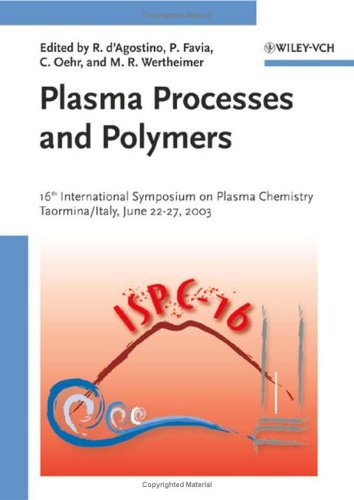 Copyrighted Material
Edited by R. d'Agostino, P. Favia,
C. Oehr, and M. R. Wertheimer
WILEY-VCH
Plasma Processes
and Polymers
16th International Symposium on Plasma Chemistry
Taormina/Italy, June 22-27, 2003
ISPC-16
Copyrighted Material